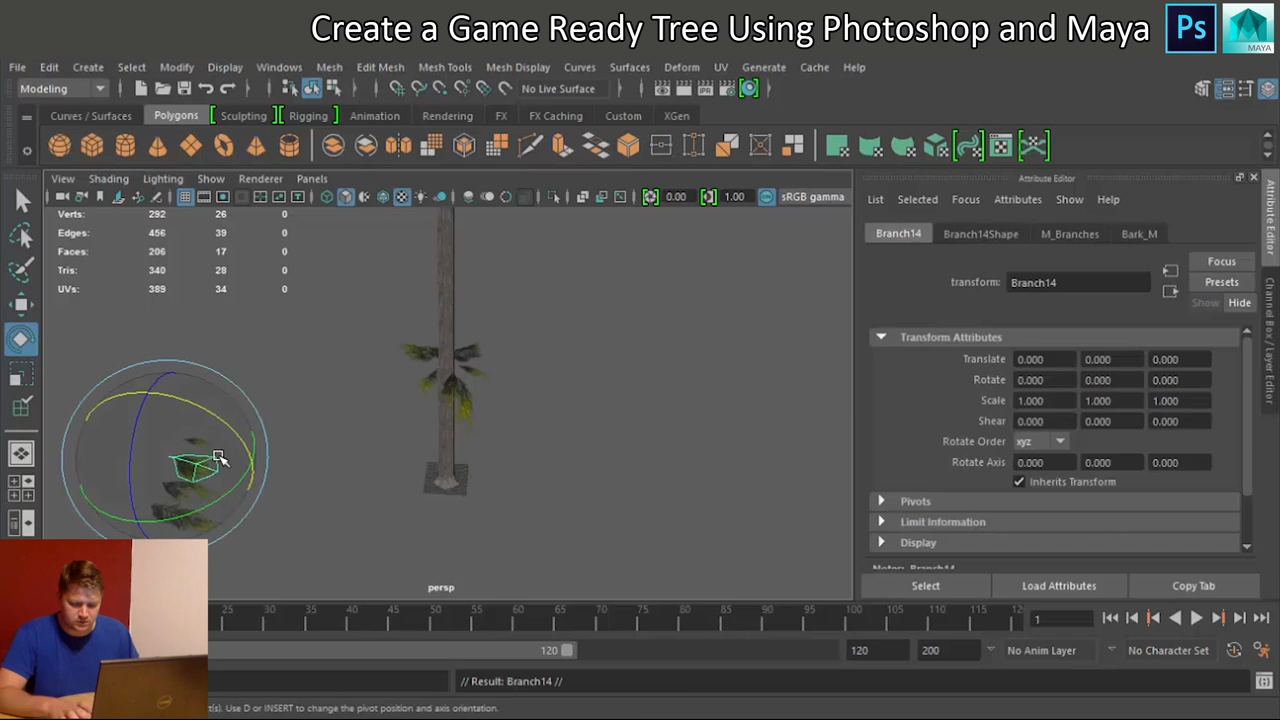 Create a Game Ready Tree Using Photoshop and Maya
Ps
MAYA
File Edit Create Select Modify Display Windows Mesh Edit Mesh Mesh Tools Mesh Display Curves Surfaces Deform UV Generate Cache Help
Modeling No Live Surface
Curves / Surfaces Polygons Sculpting Rigging Animation Rendering FX FX Caching Custom XGen
View Shading Lighting Show Renderer Panels
0.00 1.00 sRGB gamma
Verts: 292 26 0
Edges: 456 39 0
Faces: 206 17 0
Tris: 340 28 0
UVs: 389 34 0
persp
Attribute Editor
List Selected Focus Attributes Show Help
Branch14 Branch14Shape M_Branches Bark_M
Focus
transform: Branch14 Presets
Show Hide
Transform Attributes
Translate 0.000 0.000 0.000
Rotate 0.000 0.000 0.000
Scale 1.000 1.000 1.000
Shear 0.000 0.000 0.000
Rotate Order xyz
Rotate Axis 0.000 0.000 0.000
Inherits Transform
Pivots
Limit Information
Display
Notes: Branch14
Select Load Attributes Copy Tab
Attribute Editor
Channel Box / Layer Editor
25 30 35 40 45 50 55 60 65 70 75 80 85 90 95 100 105 110 115 12 1
120 120 200 No Anim Layer No Character Set
// Result: Branch14 //
(s). Use D or INSERT to change the pivot position and axis orientation.